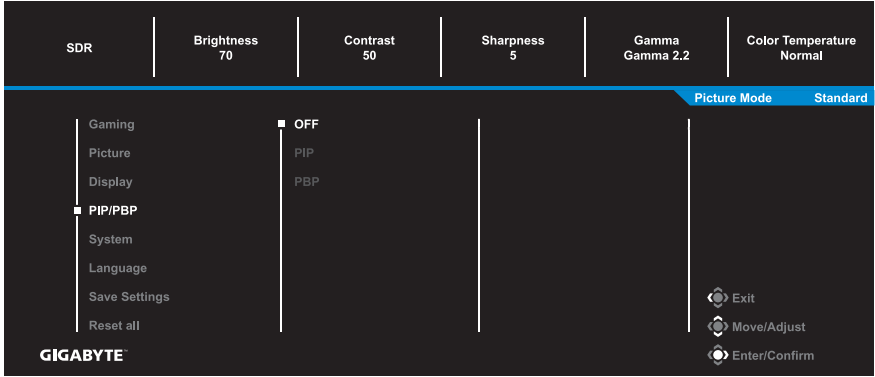 SDR
Brightness
70
Contrast
50
Sharpness
5
Gamma
Gamma 2.2
Color Temperature
Normal
Picture Mode Standard
Gaming
Picture
Display
PIP/PBP
System
Language
Save Settings
Reset all
OFF
PIP
PBP
Exit
Move/Adjust
Enter/Confirm
GIGABYTE™